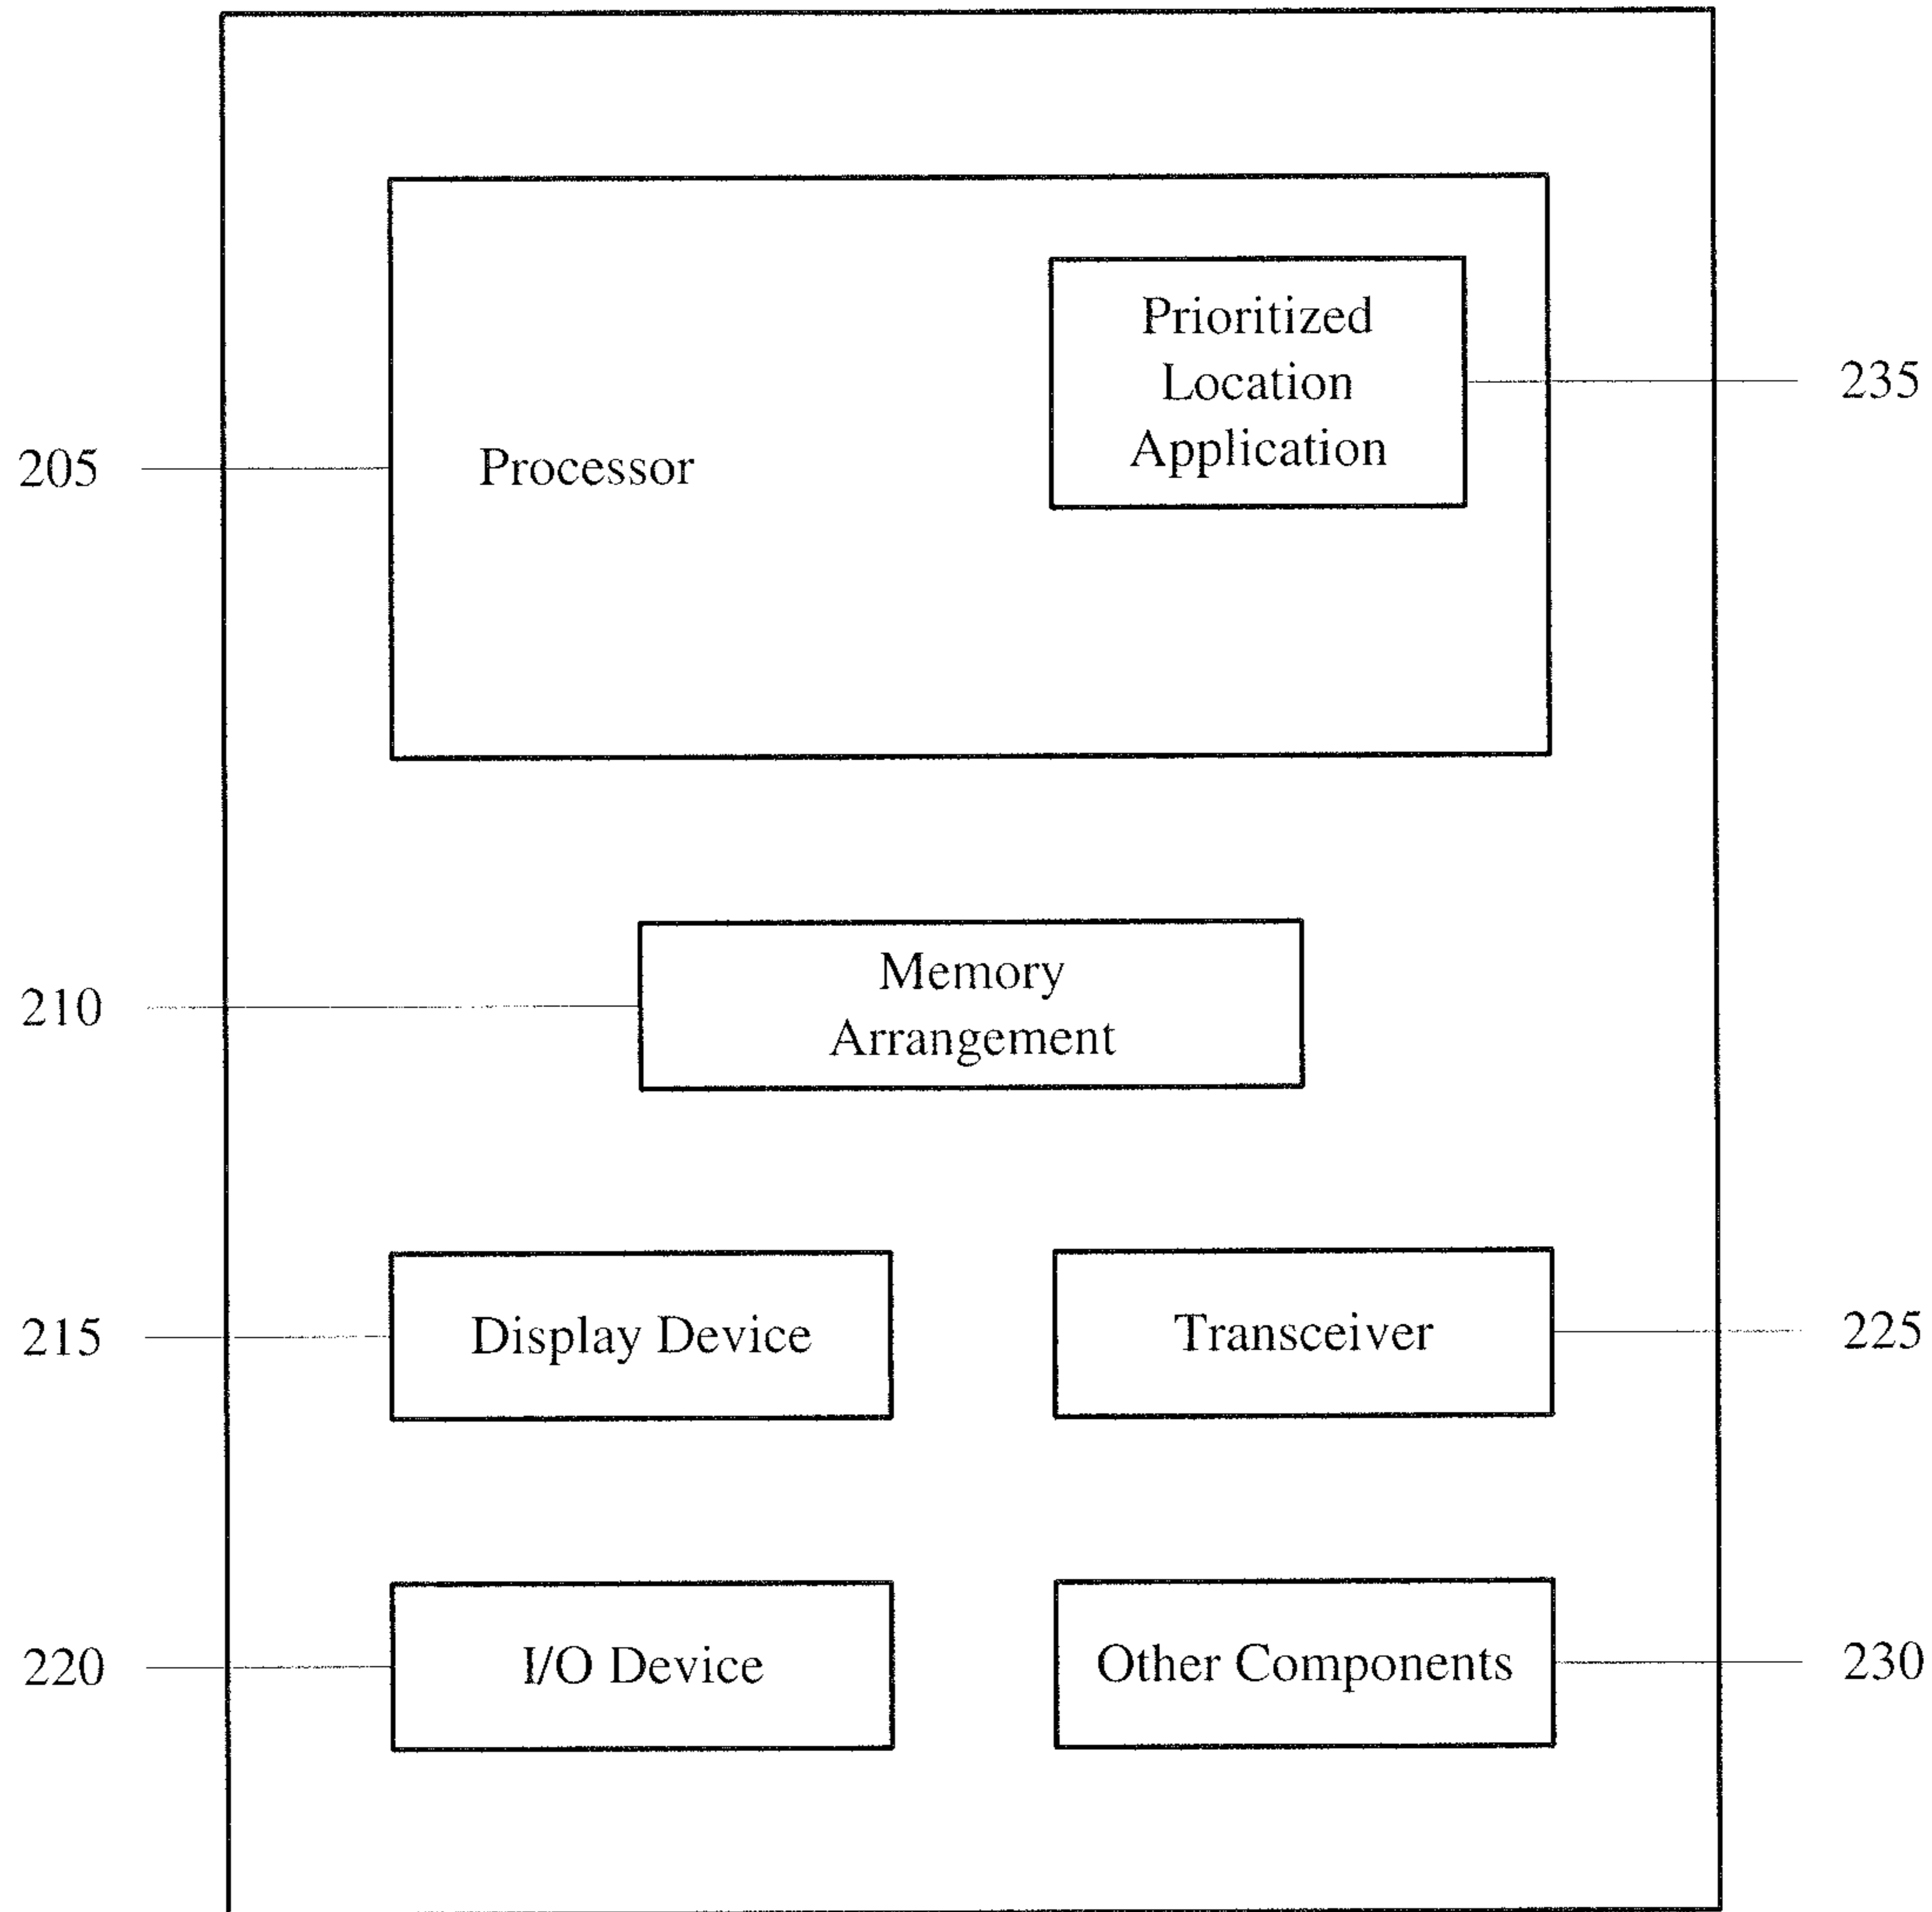 Prioritized
Location
Application
235
205
Processor
210
Memory
Arrangement
215
Display Device
Transceiver
225
220
I/O Device
Other Components
230